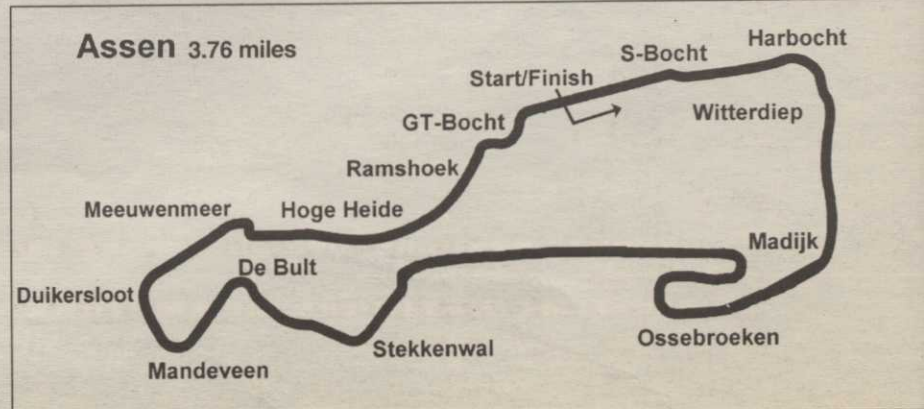 Assen 3.76 miles
S-Bocht
Harbocht
Start/Finish
GT-Bocht
Witterdiep
Ramshoek
Meeuwenmeer
Hoge Heide
Madijk
De Bult
Duikersloot
Ossebroeken
Stekkenwal
Mandeveen